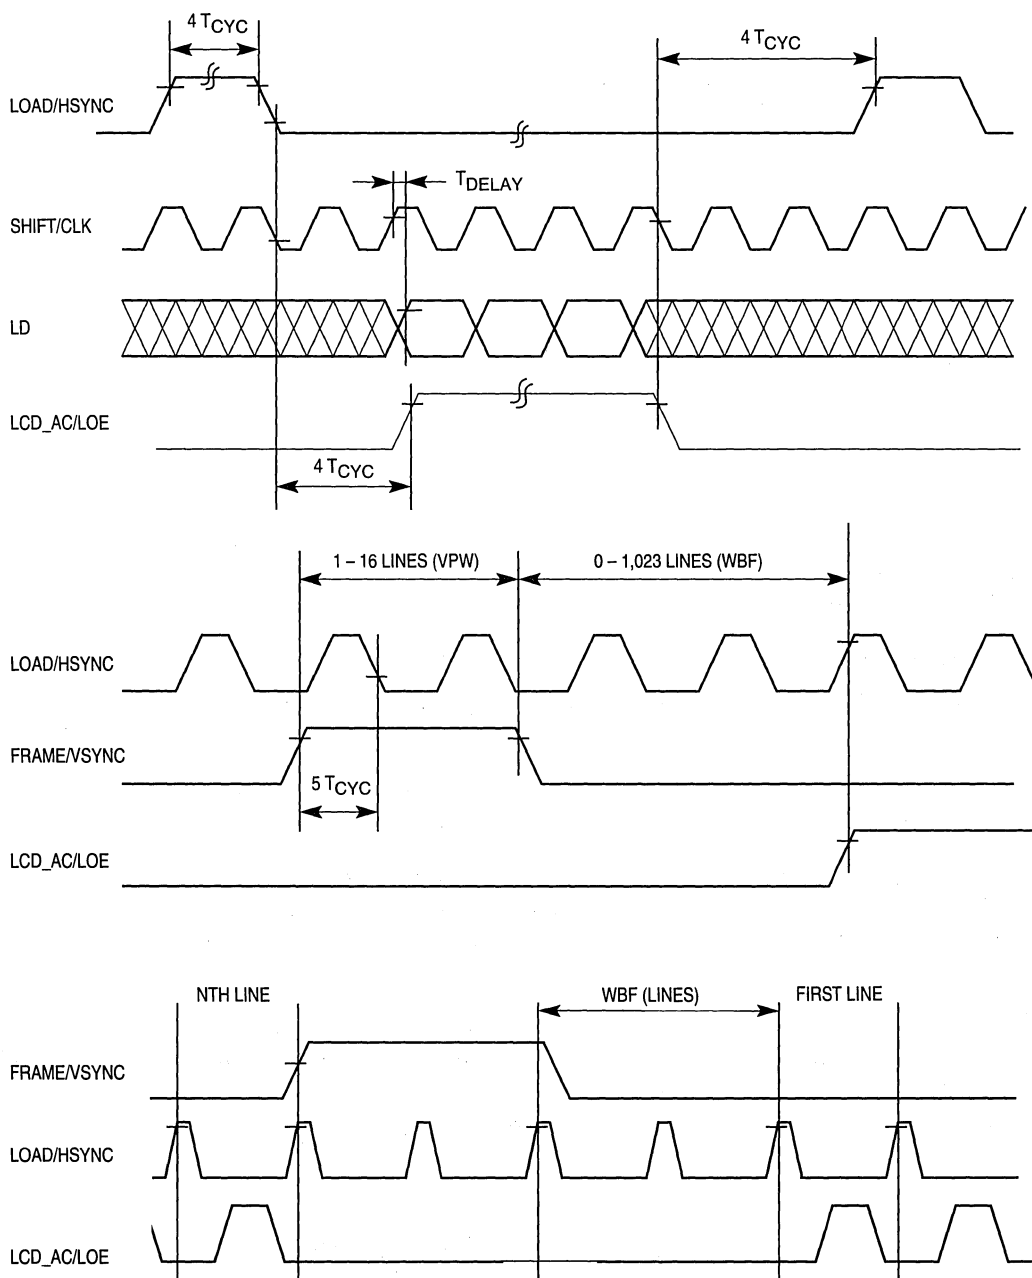 4 TCYC
4 TCYC
LOAD/HSYNC
TDELAY
SHIFT/CLK
LD
LCD_AC/LOE
4 TCYC
1 – 16 LINES (VPW)
0 – 1,023 LINES (WBF)
LOAD/HSYNC
FRAME/VSYNC
5 TCYC
LCD_AC/LOE
NTH LINE
WBF (LINES)
FIRST LINE
FRAME/VSYNC
LOAD/HSYNC
LCD_AC/LOE